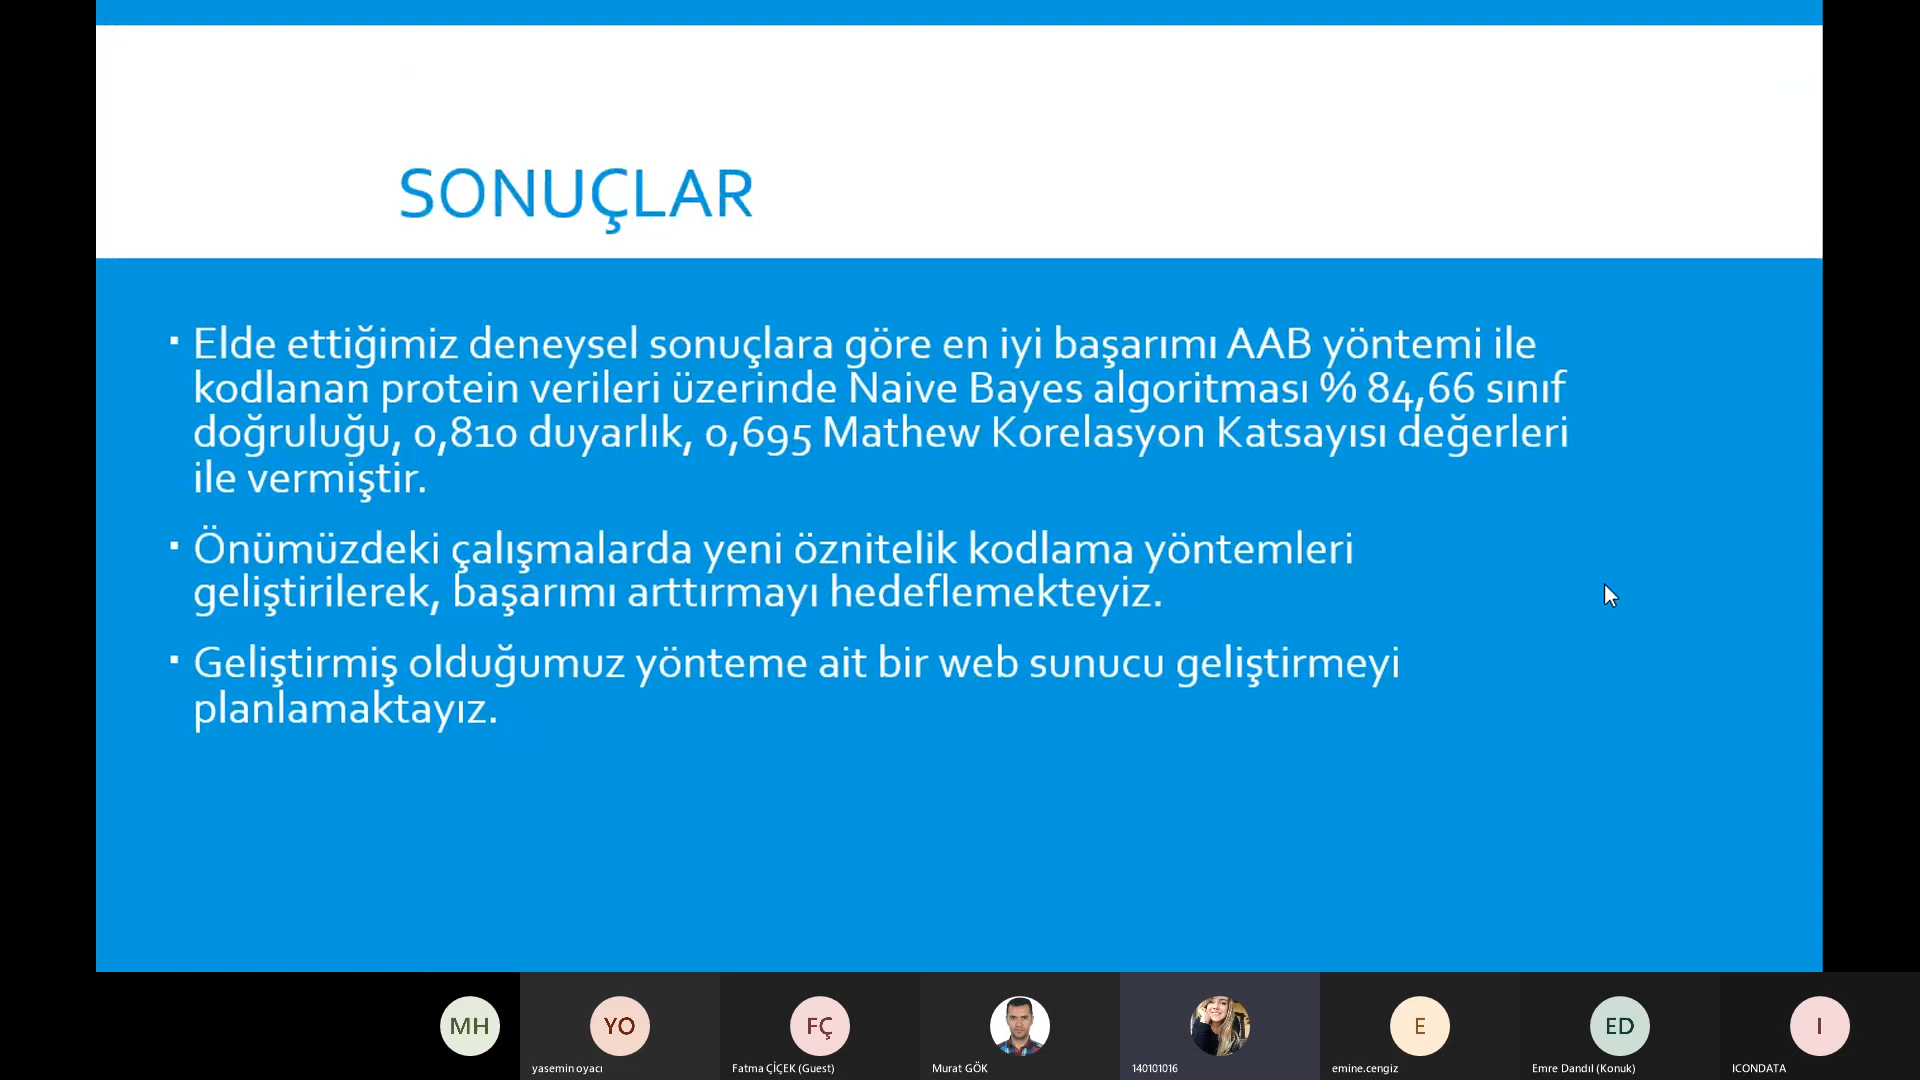 SONUÇLAR
▪ Elde ettiğimiz deneysel sonuçlara göre en iyi başarımı AAB yöntemi ile
kodlanan protein verileri üzerinde Naive Bayes algoritması % 84,66 sınıf
doğruluğu, 0,810 duyarlık, 0,695 Mathew Korelasyon Katsayısı değerleri
ile vermiştir.
▪ Önümüzdeki çalışmalarda yeni öznitelik kodlama yöntemleri
geliştirilerek, başarımı arttırmayı hedeflemekteyiz.
▪ Geliştirmiş olduğumuz yönteme ait bir web sunucu geliştirmeyi
planlamaktayız.
MH
YO
FÇ
E
ED
I
yasemin oyacı
Fatma ÇİÇEK (Guest)
Murat GÖK
140101016
emine.cengiz
Emre Dandıl (Konuk)
ICONDATA